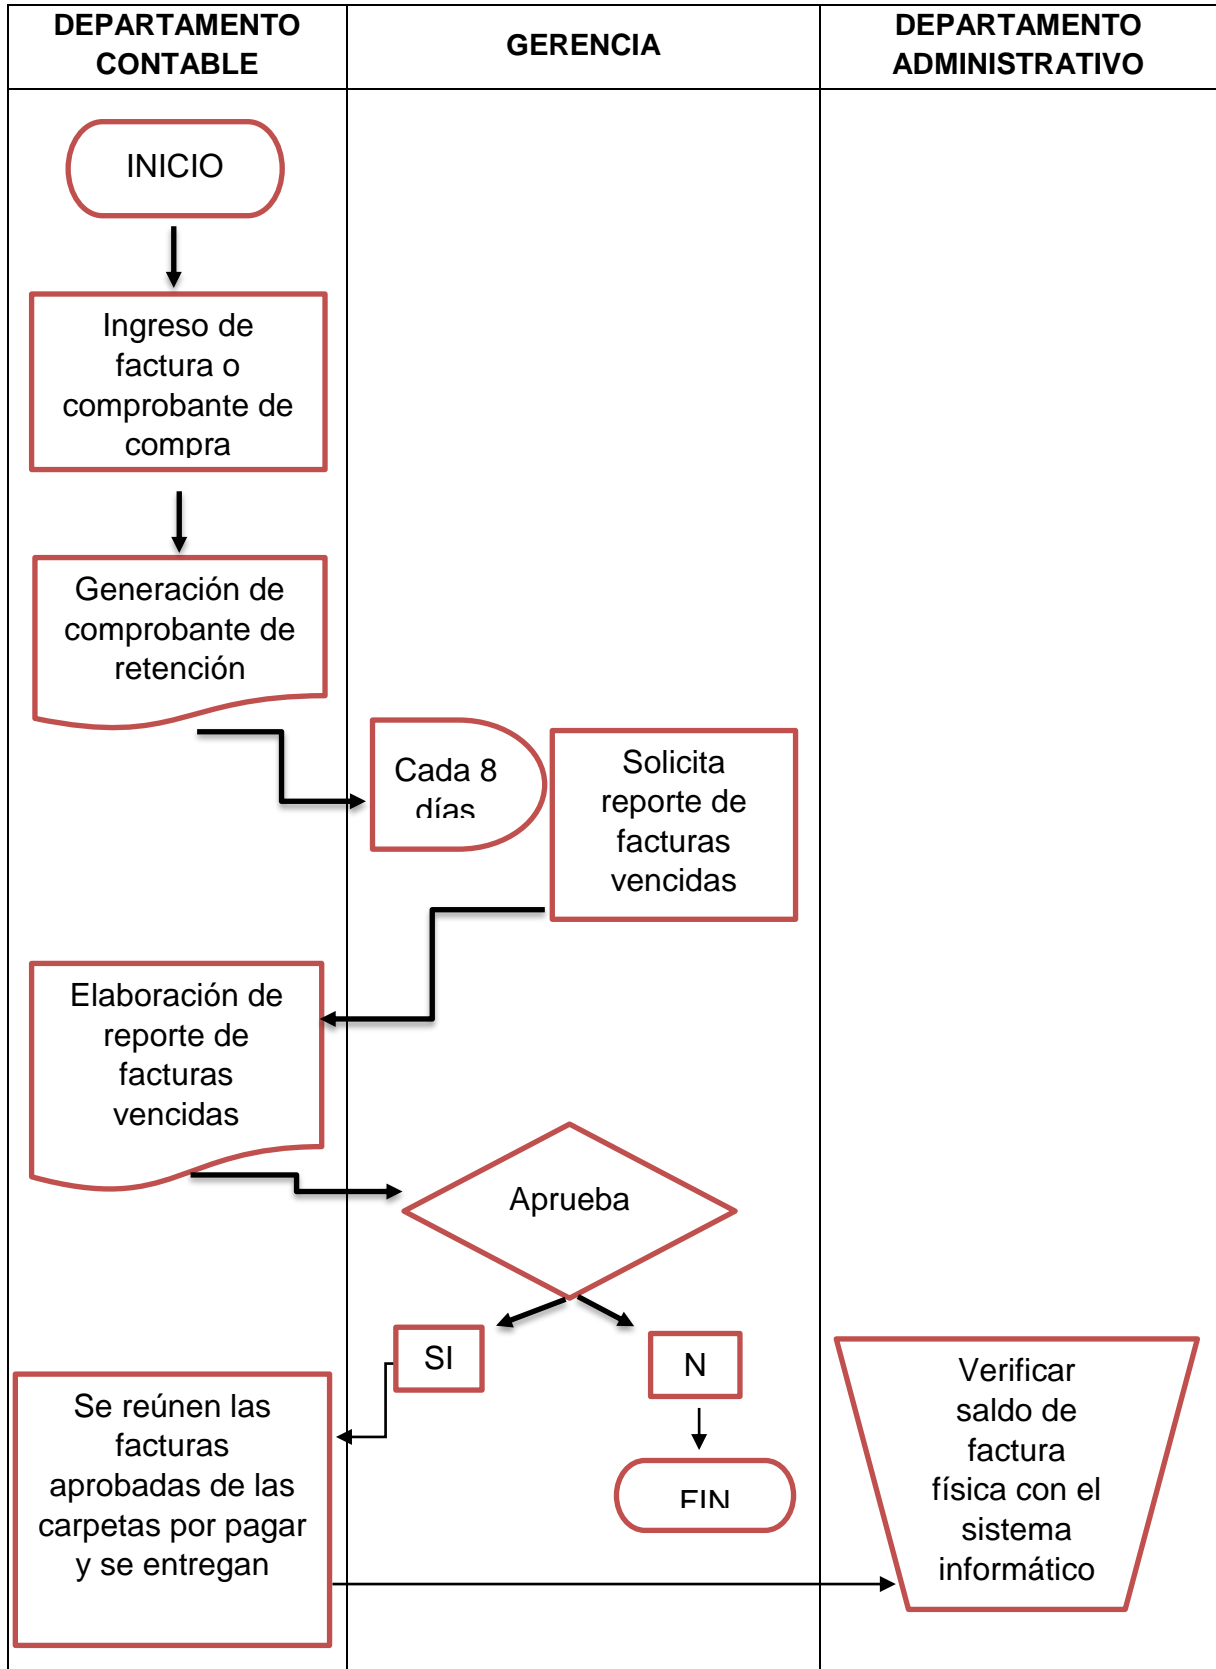 DEPARTAMENTO
CONTABLE
GERENCIA
DEPARTAMENTO
ADMINISTRATIVO
INICIO
Ingreso de
factura o
comprobante de
compra
Generación de
comprobante de
retención
Cada 8
días
Solicita
reporte de
facturas
vencidas
Elaboración de
reporte de
facturas
vencidas
Aprueba
SI
N
Se reúnen las
facturas
aprobadas de las
carpetas por pagar
y se entregan
FIN
Verificar
saldo de
factura
física con el
sistema
informático